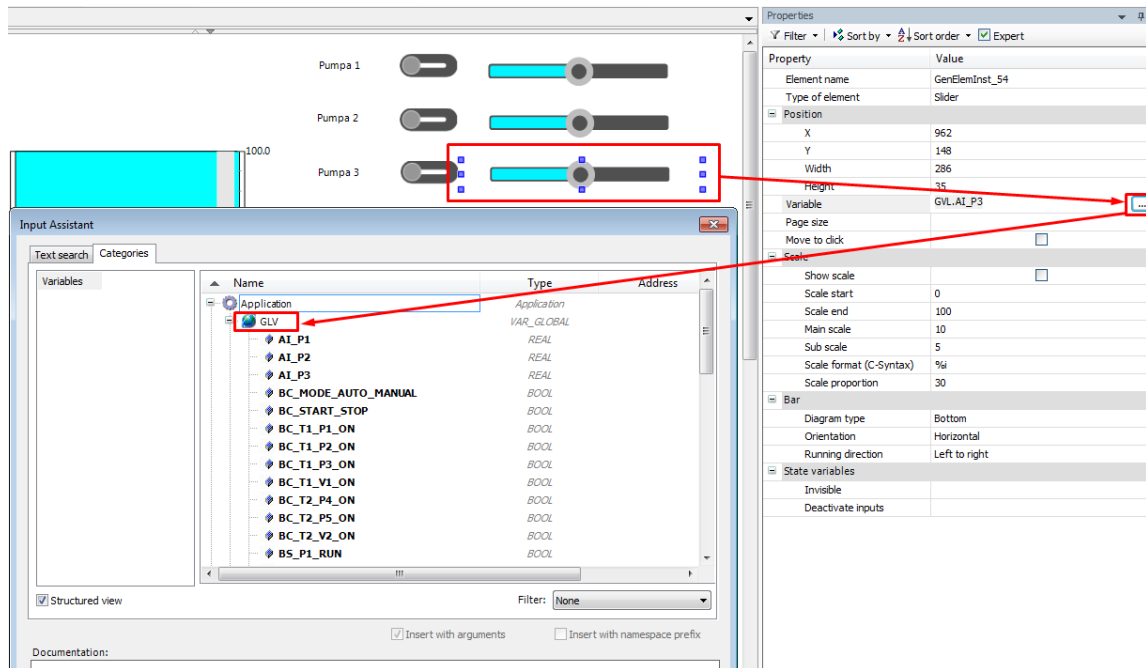 Pumpa 1
Pumpa 2
100.0
Pumpa 3
Input Assistant
Text search Categories
Variables
Name Type Address
Application Application
GLV VAR_GLOBAL
AI_P1 REAL
AI_P2 REAL
AI_P3 REAL
BC_MODE_AUTO_MANUAL BOOL
BC_START_STOP BOOL
BC_T1_P1_ON BOOL
BC_T1_P2_ON BOOL
BC_T1_P3_ON BOOL
BC_T1_V1_ON BOOL
BC_T2_P4_ON BOOL
BC_T2_P5_ON BOOL
BC_T2_V2_ON BOOL
BS_P1_RUN BOOL
Structured view
Filter: None
Insert with arguments Insert with namespace prefix
Documentation:
Properties
Filter Sort by Sort order Expert
Property Value
Element name GenElemInst_54
Type of element Slider
Position
X 962
Y 148
Width 286
Height 35
Variable GVL.AI_P3 ...
Page size
Move to click
Scale
Show scale
Scale start 0
Scale end 100
Main scale 10
Sub scale 5
Scale format (C-Syntax) %i
Scale proportion 30
Bar
Diagram type Bottom
Orientation Horizontal
Running direction Left to right
State variables
Invisible
Deactivate inputs